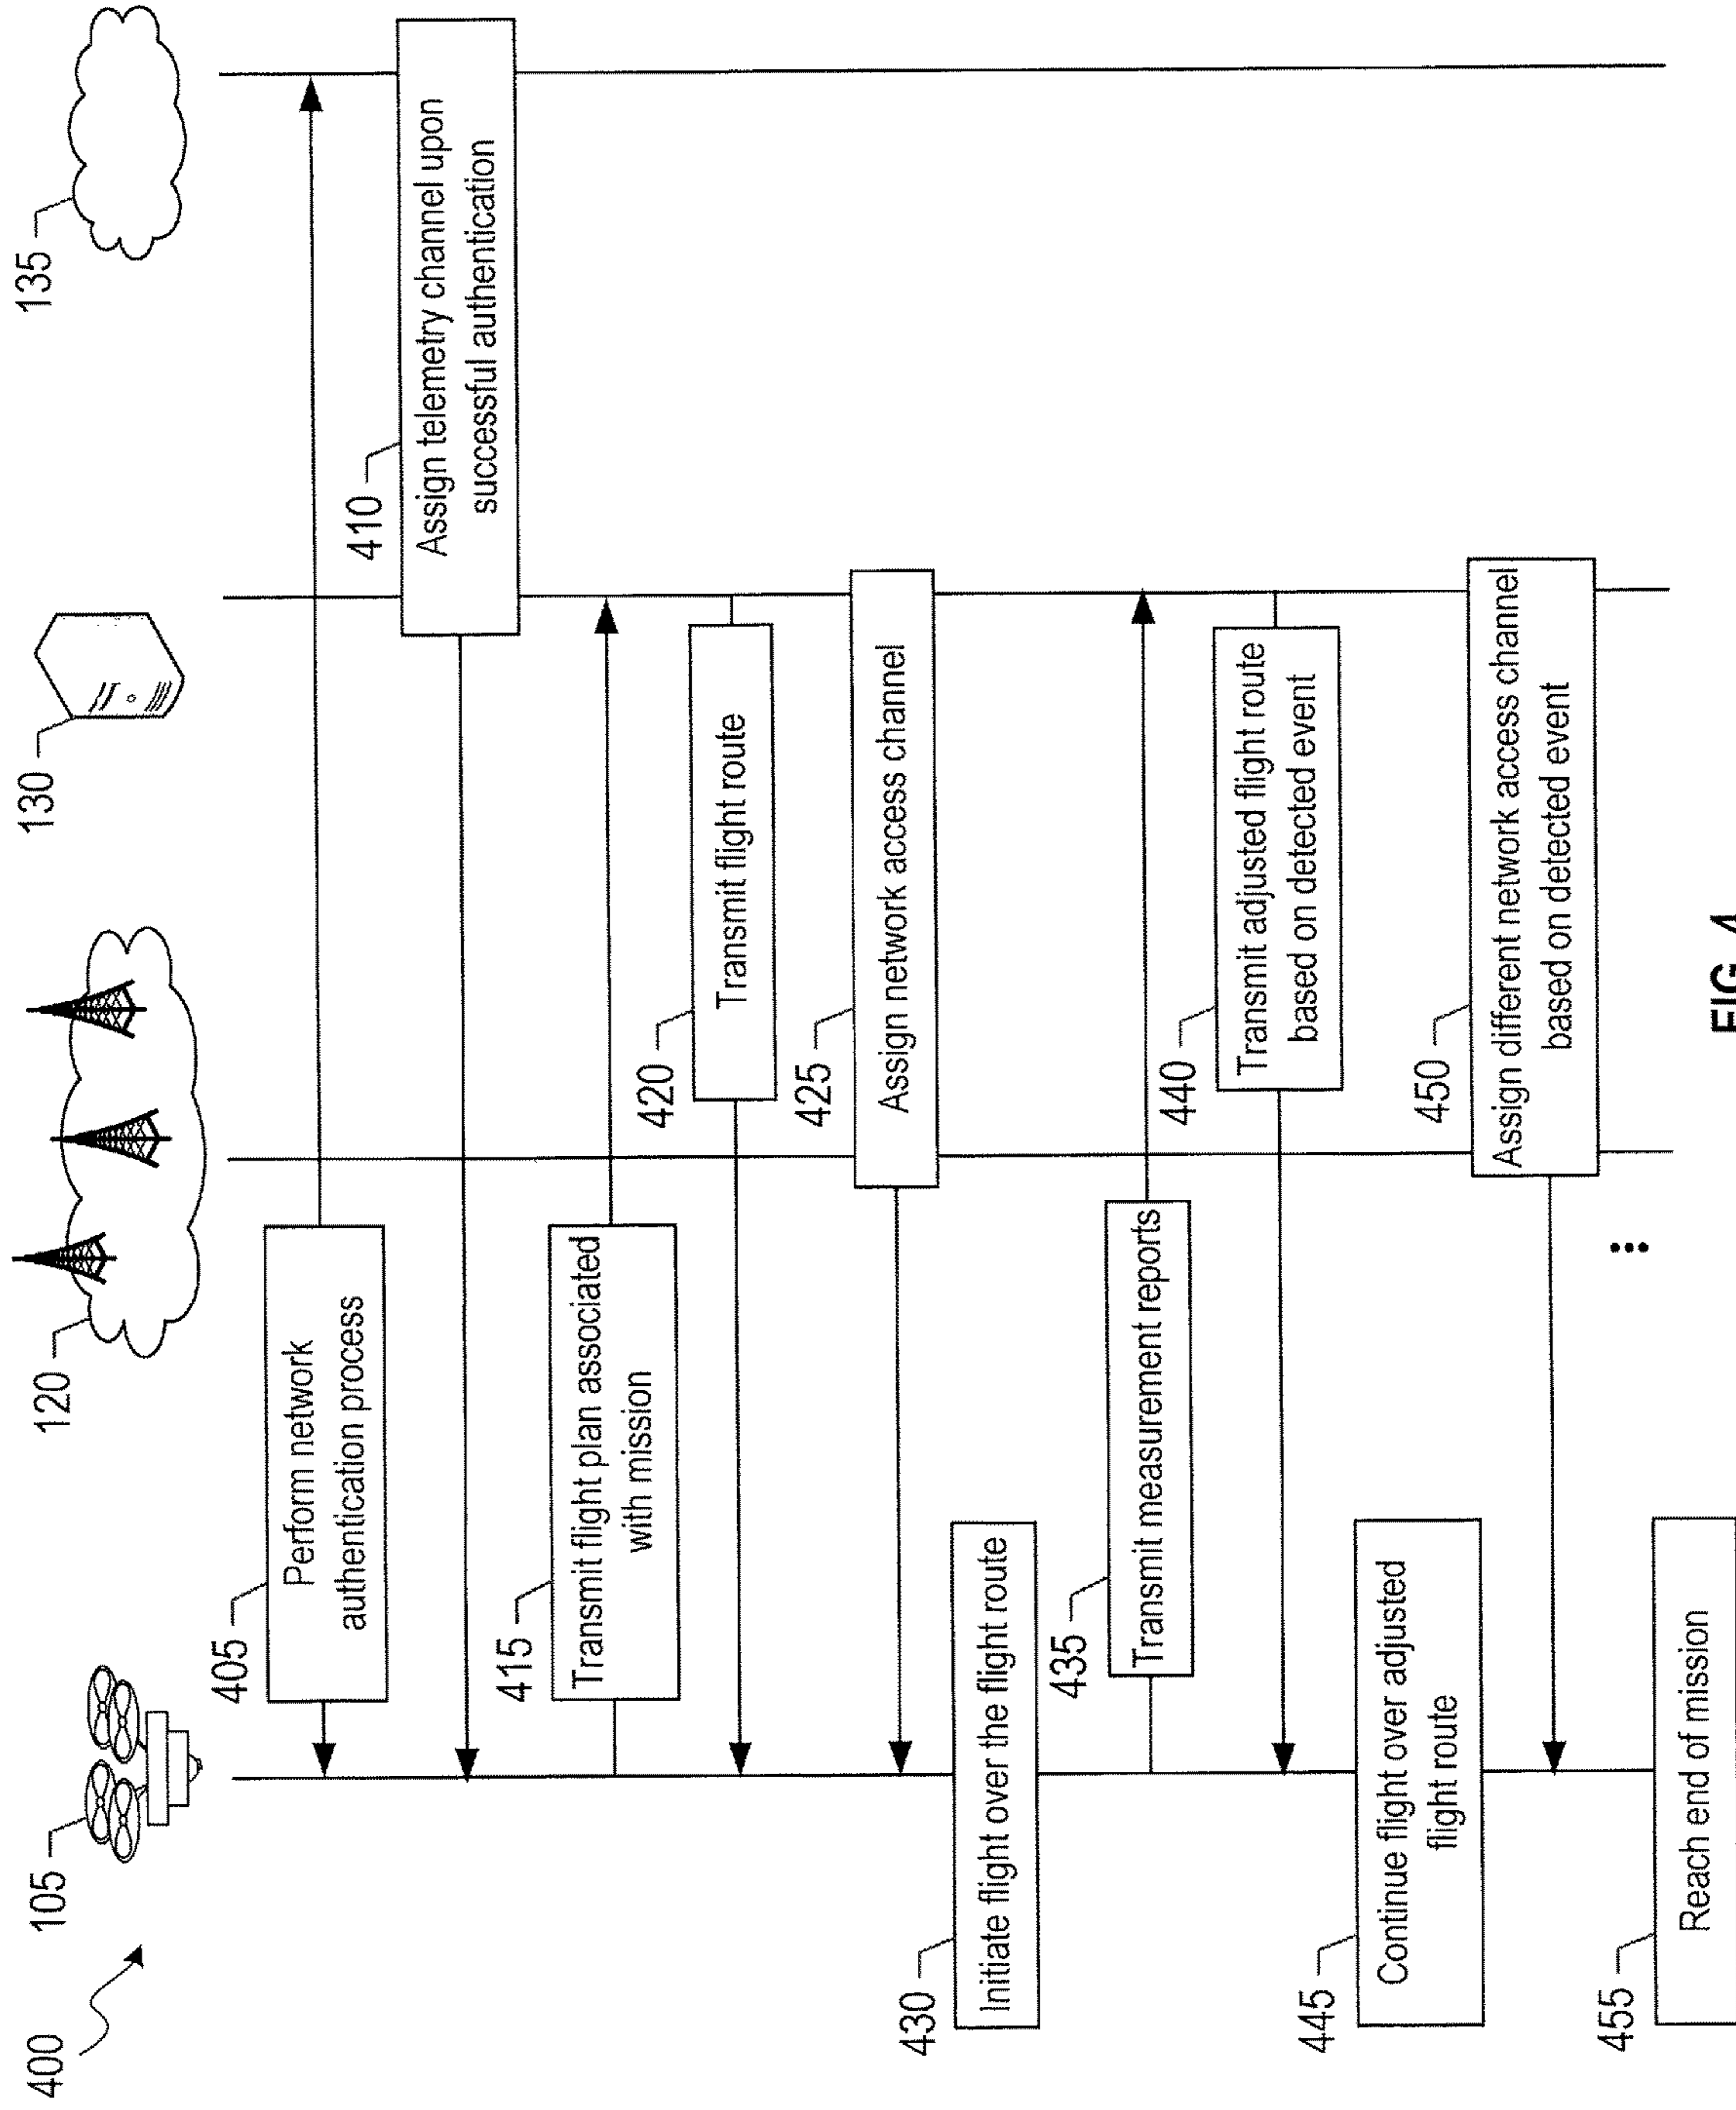 400
105
120
130
135
405
Perform network
authentication process
410
Assign telemetry channel upon
successful authentication
415
Transmit flight plan associated
with mission
420
Transmit flight route
425
Assign network access channel
430
Initiate flight over the flight route
435
Transmit measurement reports
440
Transmit adjusted flight route
based on detected event
445
Continue flight over adjusted
flight route
450
Assign different network access channel
based on detected event
455
Reach end of mission
FIG. 4